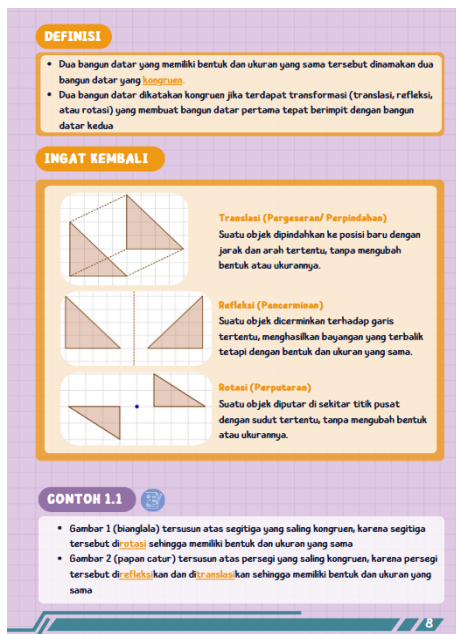 DEFINISI
• Dua bangun datar yang memiliki bentuk dan ukuran yang sama tersebut dinamakan dua
bangun datar yang kongruen.
• Dua bangun datar dikatakan kongruen jika terdapat transformasi (translasi, refleksi,
atau rotasi) yang membuat bangun datar pertama tepat berimpit dengan bangun
datar kedua
INGAT KEMBALI
Translasi (Pergeseran/ Perpindahan)
Suatu objek dipindahkan ke posisi baru dengan
jarak dan arah tertentu, tanpa mengubah
bentuk atau ukurannya.
Refleksi (Pencerminan)
Suatu objek dicerminkan terhadap garis
tertentu, menghasilkan bayangan yang terbalik
tetapi dengan bentuk dan ukuran yang sama.
Rotasi (Perputaran)
Suatu objek diputar di sekitar titik pusat
dengan sudut tertentu, tanpa mengubah bentuk
atau ukurannya.
CONTOH 1.1
• Gambar 1 (bianglala) tersusun atas segitiga yang saling kongruen, karena segitiga
tersebut dirotasi sehingga memiliki bentuk dan ukuran yang sama
• Gambar 2 (papan catur) tersusun atas persegi yang saling kongruen, karena persegi
tersebut direfleksikan dan ditranslasikan sehingga memiliki bentuk dan ukuran yang
sama
8